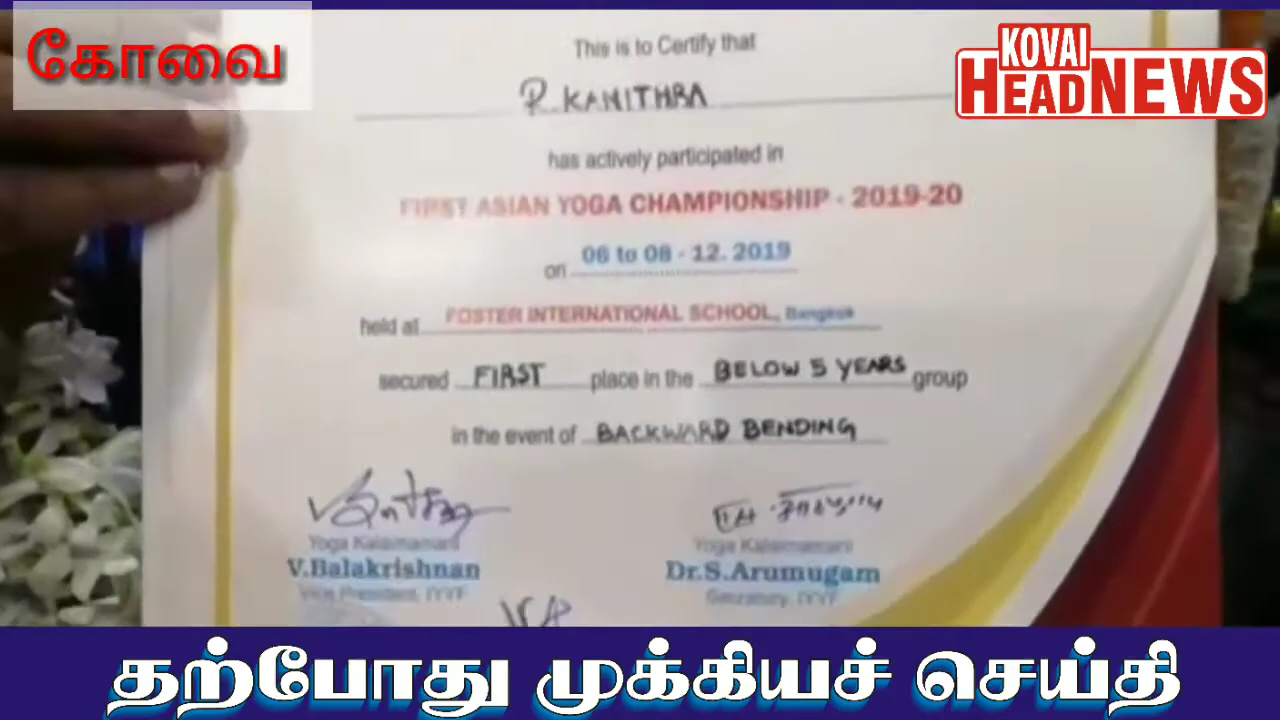 கோவை
KOVAI
HEADNEWS
This is to Certify that
R. KANITHRA
has actively participated in
FIRST ASIAN YOGA CHAMPIONSHIP - 2019-20
on 06 to 08 - 12. 2019
held at FOSTER INTERNATIONAL SCHOOL, Bangkok
secured FIRST place in the BELOW 5 YEARS group
in the event of BACKWARD BENDING
Yoga Kalaimamani Yoga Kalaimamani
V.Balakrishnan Dr.S.Arumugam
Vice President, IYYF Secratary, IYYF
தற்போது முக்கியச் செய்தி